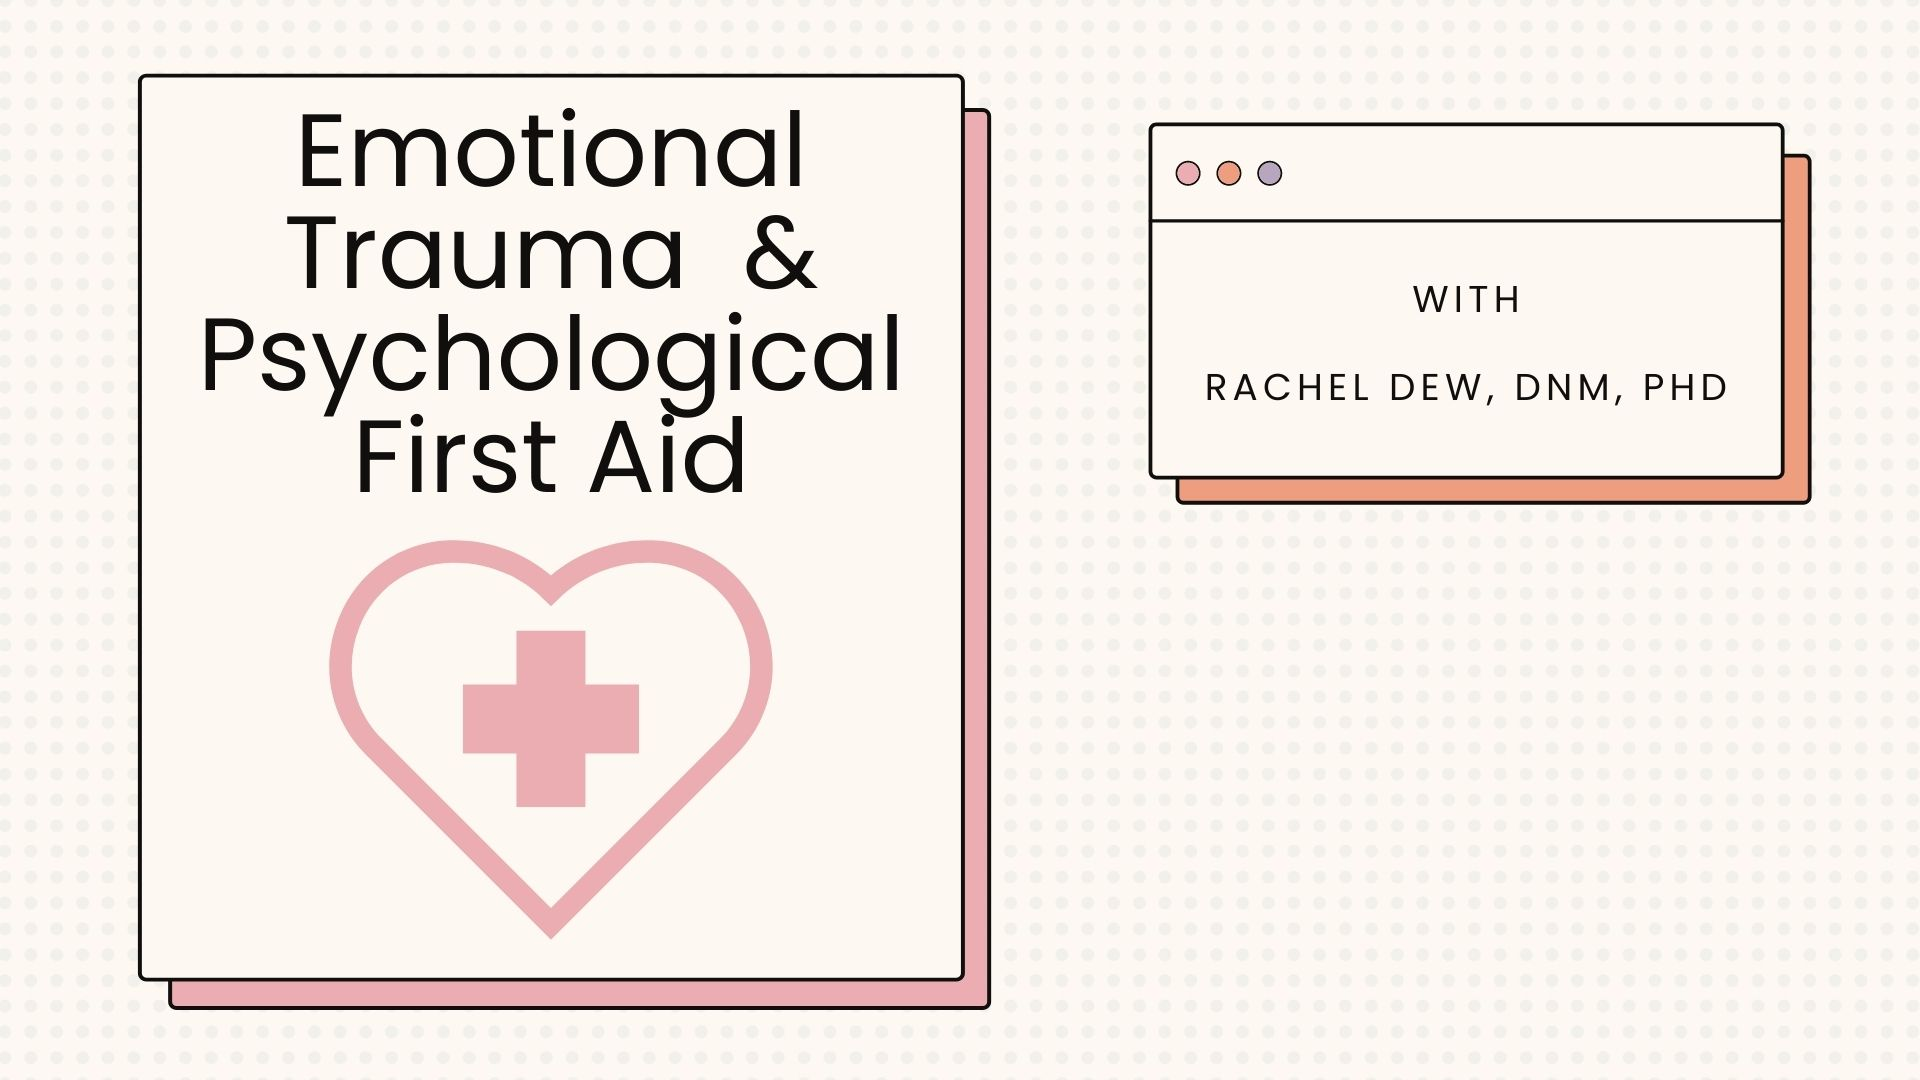 Emotional
Trauma &
Psychological
First Aid
WITH
RACHEL DEW, DNM, PHD